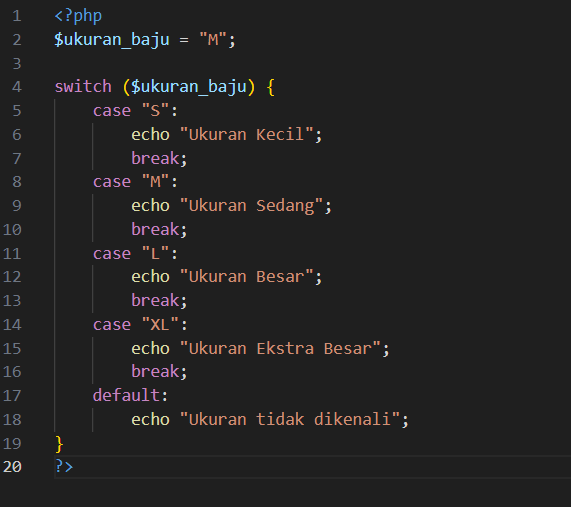 1 <?php
2 $ukuran_baju = "M";
3
4 switch ($ukuran_baju) {
5     case "S":
6         echo "Ukuran Kecil";
7         break;
8     case "M":
9         echo "Ukuran Sedang";
10         break;
11     case "L":
12         echo "Ukuran Besar";
13         break;
14     case "XL":
15         echo "Ukuran Ekstra Besar";
16         break;
17     default:
18         echo "Ukuran tidak dikenali";
19 }
20 ?>